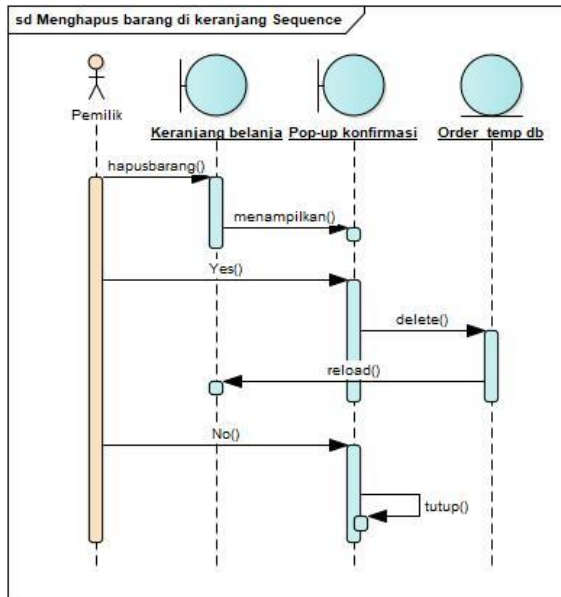 sd Menghapus barang di keranjang Sequence
Pemilik
Keranjang belanja
Pop-up konfirmasi
Order_temp db
hapusbarang()
menampilkan()
Yes()
delete()
reload()
No()
tutup()